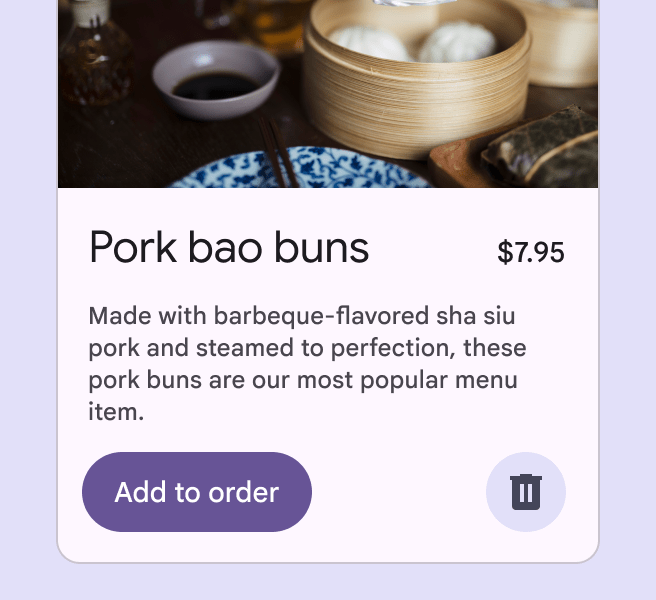 Pork bao buns
$7.95
Made with barbeque-flavored sha siu
pork and steamed to perfection, these
pork buns are our most popular menu
item.
Add to order